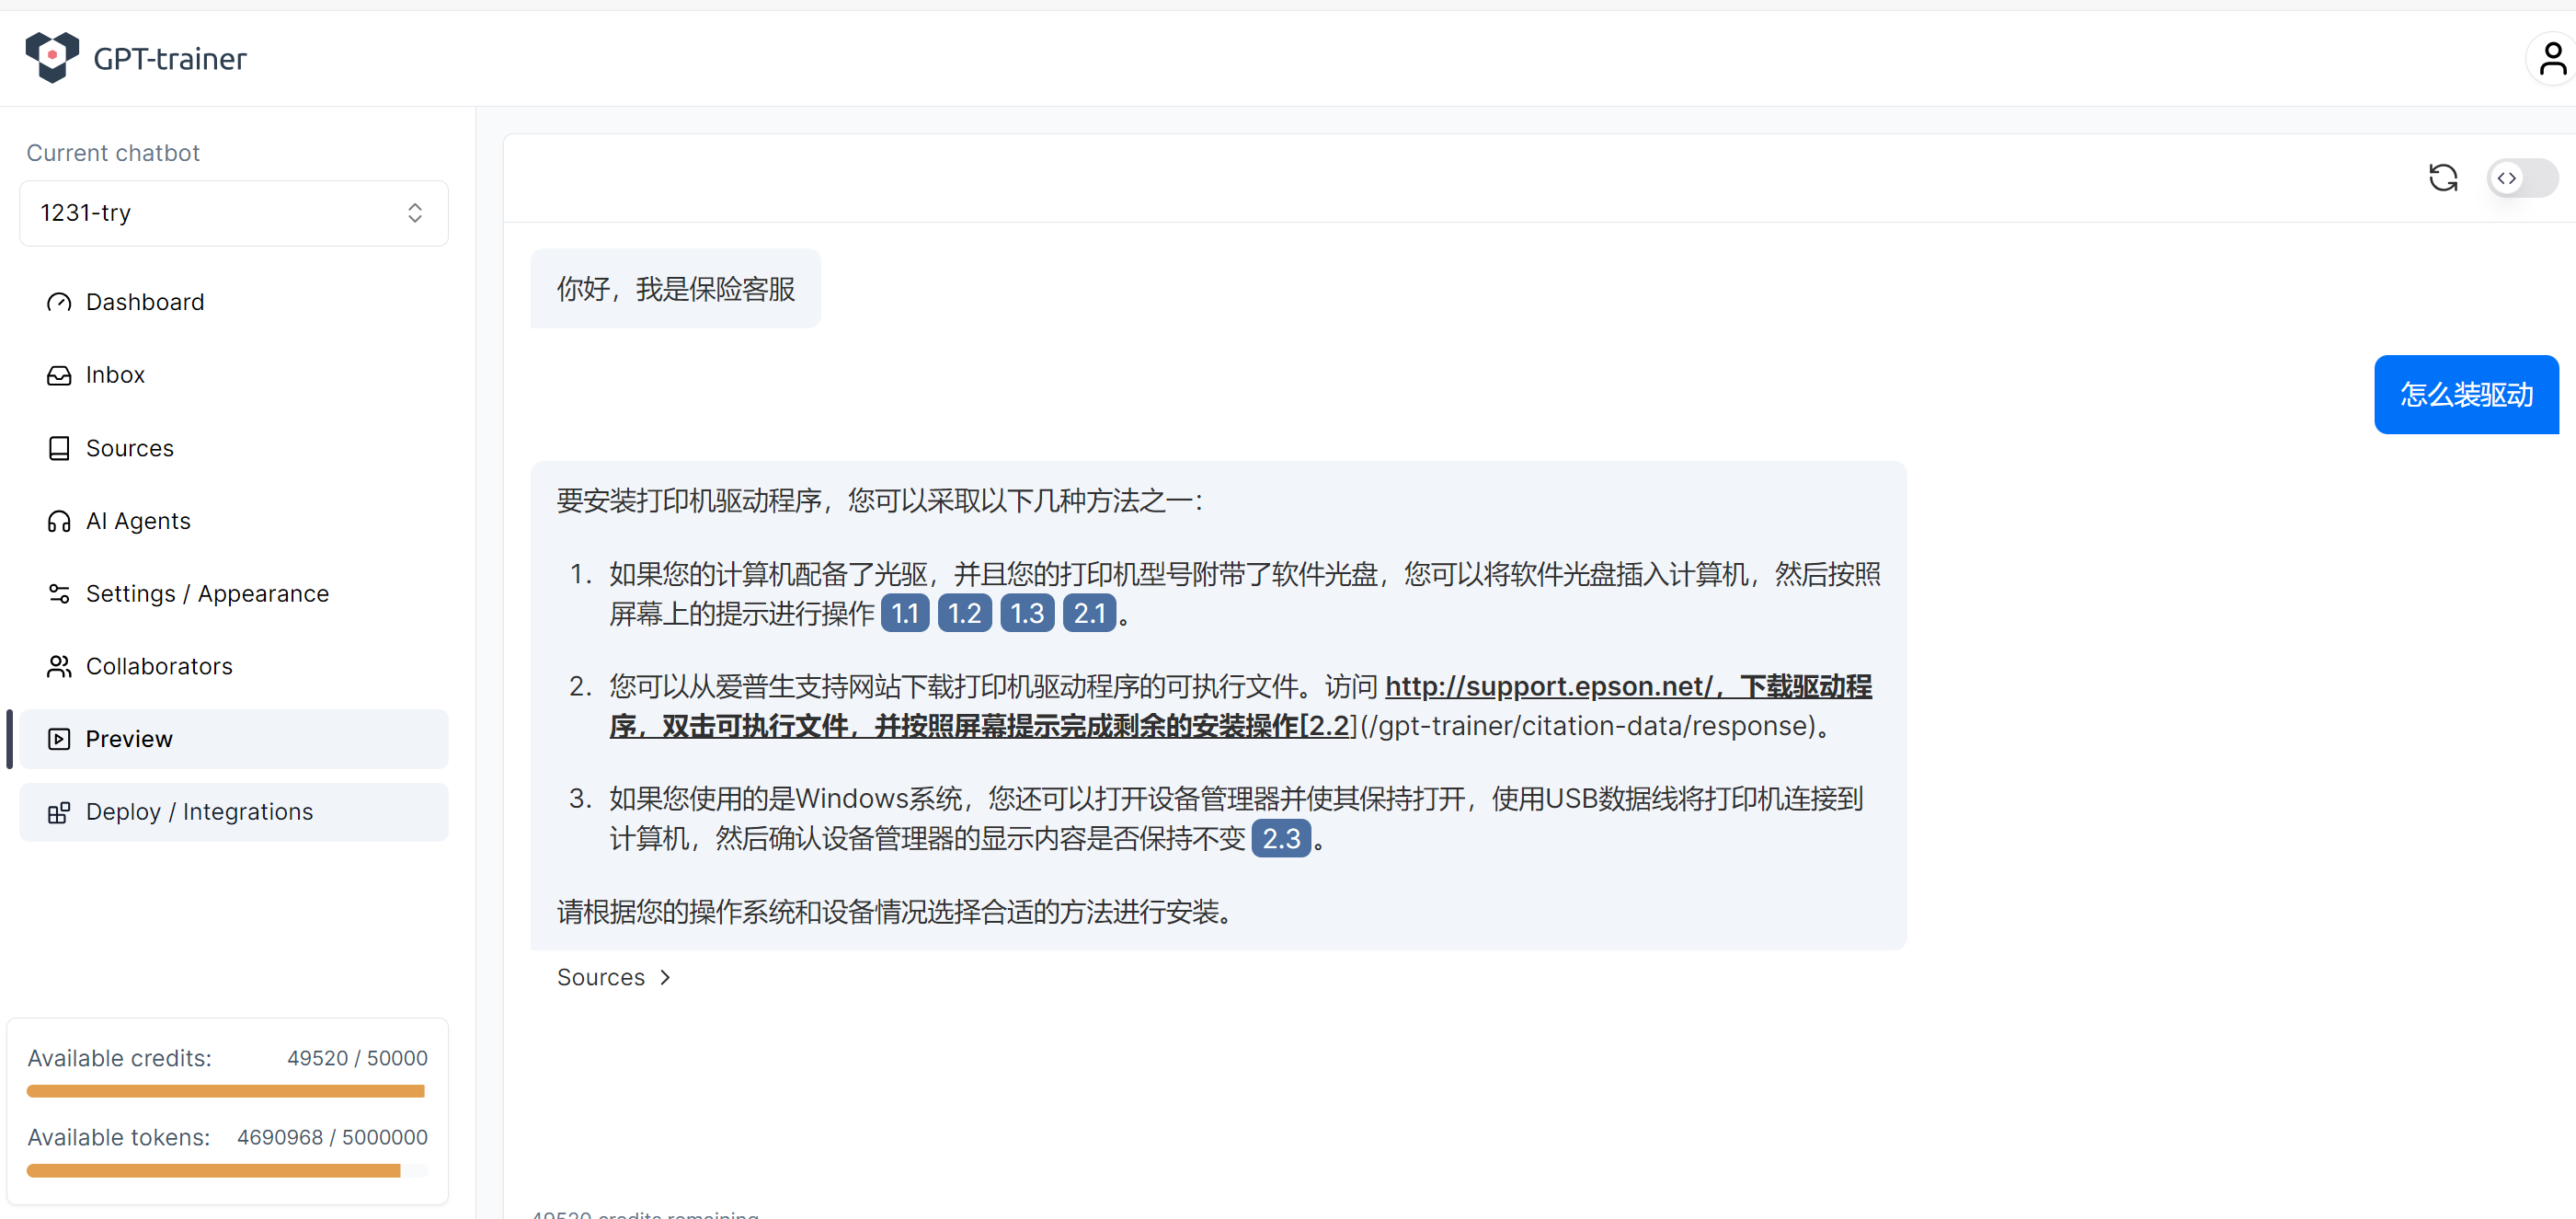 GPT-trainer
Current chatbot
1231-try
Dashboard
Inbox
Sources
AI Agents
Settings / Appearance
Collaborators
Preview
Deploy / Integrations
Available credits: 49520 / 50000
Available tokens: 4690968 / 5000000
你好，我是保险客服
怎么装驱动
要安装打印机驱动程序，您可以采取以下几种方法之一：
1. 如果您的计算机配备了光驱，并且您的打印机型号附带了软件光盘，您可以将软件光盘插入计算机，然后按照
屏幕上的提示进行操作 1.1 1.2 1.3 2.1 。
2. 您可以从爱普生支持网站下载打印机驱动程序的可执行文件。访问 http://support.epson.net/，下载驱动程
序，双击可执行文件，并按照屏幕提示完成剩余的安装操作[2.2](/gpt-trainer/citation-data/response)。
3. 如果您使用的是Windows系统，您还可以打开设备管理器并使其保持打开，使用USB数据线将打印机连接到
计算机，然后确认设备管理器的显示内容是否保持不变 2.3 。
请根据您的操作系统和设备情况选择合适的方法进行安装。
Sources
49520 credits remaining